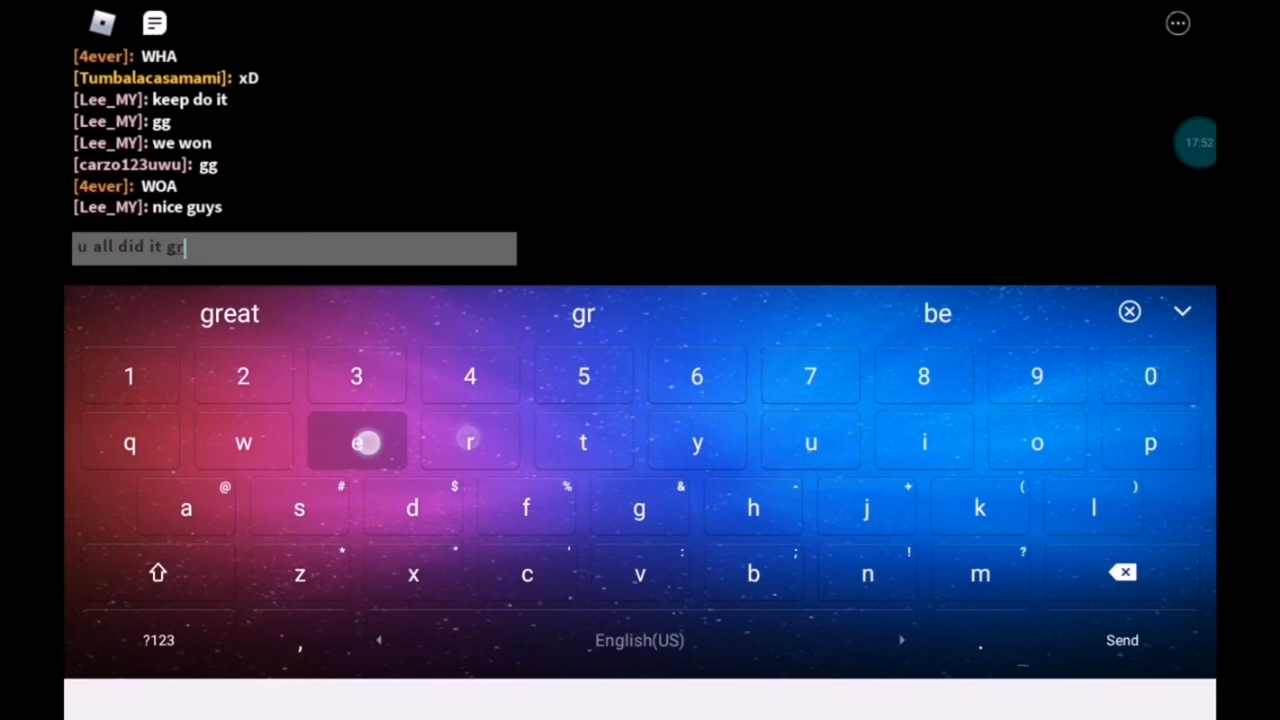 [4ever]: WHA
[Tumbalacasamami]: xD
[Lee_MY]: keep do it
[Lee_MY]: gg
[Lee_MY]: we won
[carzo123uwu]: gg
[4ever]: WOA
[Lee_MY]: nice guys
17:52
u all did it gr
great gr be
1 2 3 4 5 6 7 8 9 0
q w e r t y u i o p
@ # $ % & - + ( )
a s d f g h j k l
* " ' : ; ! ?
z x c v b n m
?123 , English(US) . Send